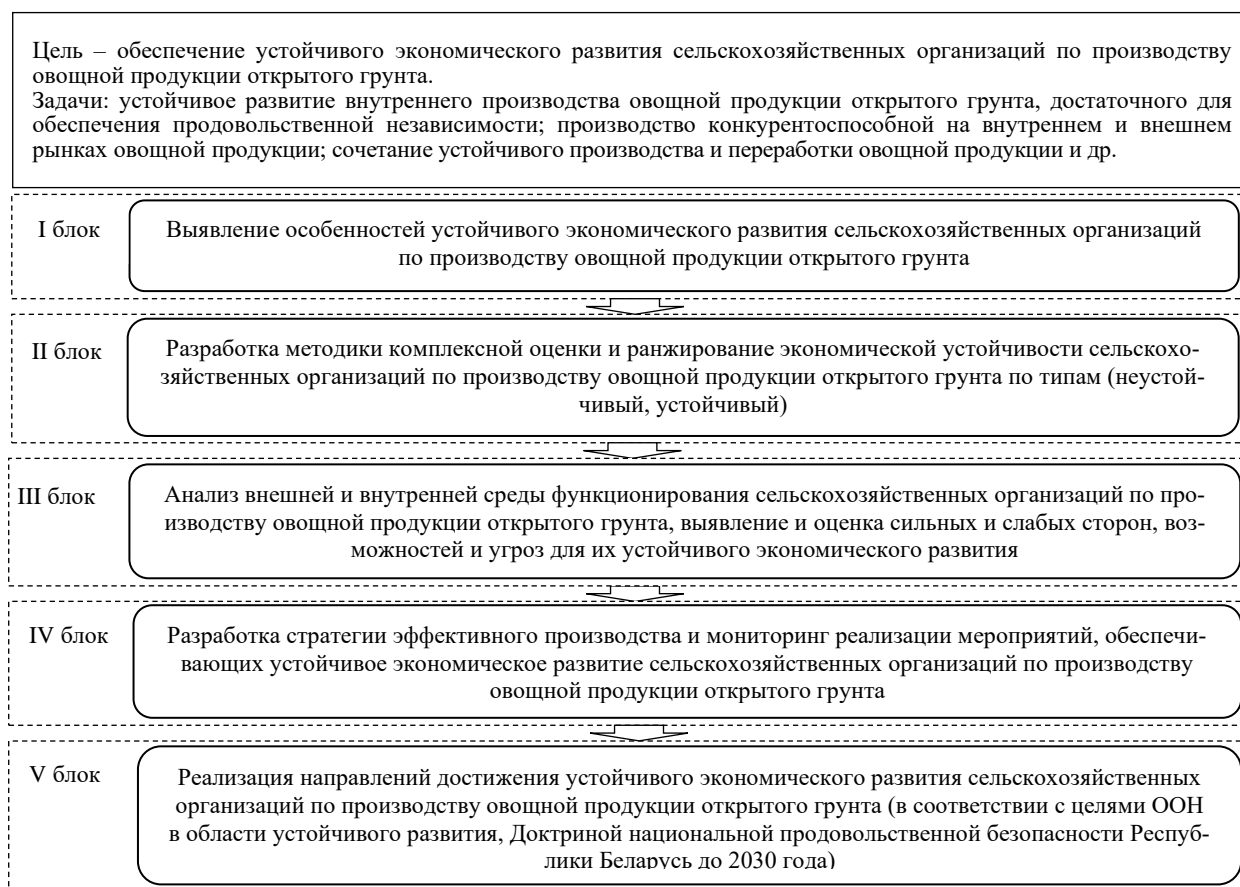 Цель – обеспечение устойчивого экономического развития сельскохозяйственных организаций по производству
овощной продукции открытого грунта.
Задачи: устойчивое развитие внутреннего производства овощной продукции открытого грунта, достаточного для
обеспечения продовольственной независимости; производство конкурентоспособной на внутреннем и внешнем
рынках овощной продукции; сочетание устойчивого производства и переработки овощной продукции и др.
I блок
Выявление особенностей устойчивого экономического развития сельскохозяйственных организаций
по производству овощной продукции открытого грунта
II блок
Разработка методики комплексной оценки и ранжирование экономической устойчивости сельскохо-
зяйственных организаций по производству овощной продукции открытого грунта по типам (неустой-
чивый, устойчивый)
III блок
Анализ внешней и внутренней среды функционирования сельскохозяйственных организаций по про-
изводству овощной продукции открытого грунта, выявление и оценка сильных и слабых сторон, воз-
можностей и угроз для их устойчивого экономического развития
IV блок
Разработка стратегии эффективного производства и мониторинг реализации мероприятий, обеспечи-
вающих устойчивое экономическое развитие сельскохозяйственных организаций по производству
овощной продукции открытого грунта
V блок
Реализация направлений достижения устойчивого экономического развития сельскохозяйственных
организаций по производству овощной продукции открытого грунта (в соответствии с целями ООН
в области устойчивого развития, Доктриной национальной продовольственной безопасности Респуб-
лики Беларусь до 2030 года)